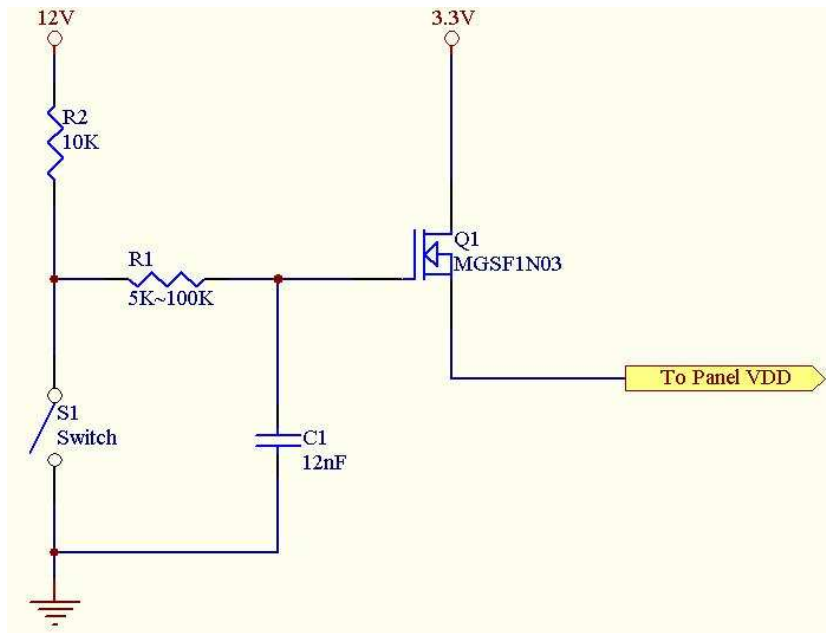 12V
3.3V
R2
10K
R1
5K~100K
Q1
MGSF1N03
S1
Switch
C1
12nF
To Panel VDD